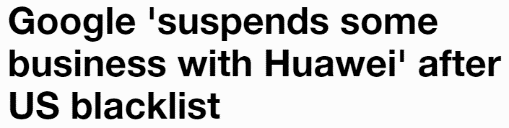 Google 'suspends some
business with Huawei' after
US blacklist